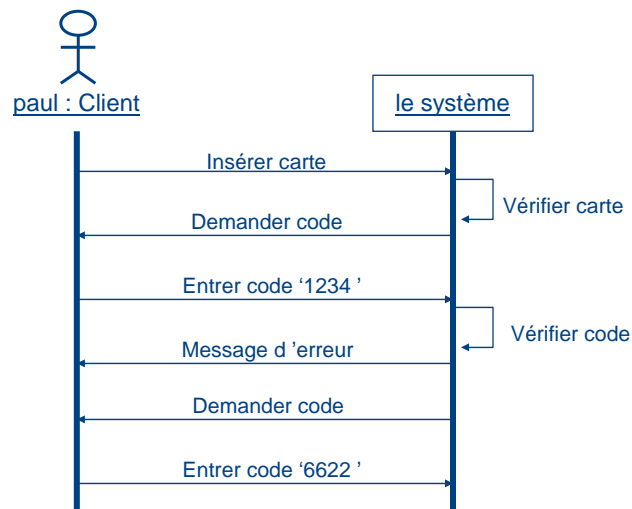 paul : Client
le système
Insérer carte
Vérifier carte
Demander code
Entrer code ‘1234 ’
Vérifier code
Message d ’erreur
Demander code
Entrer code ‘6622 ’